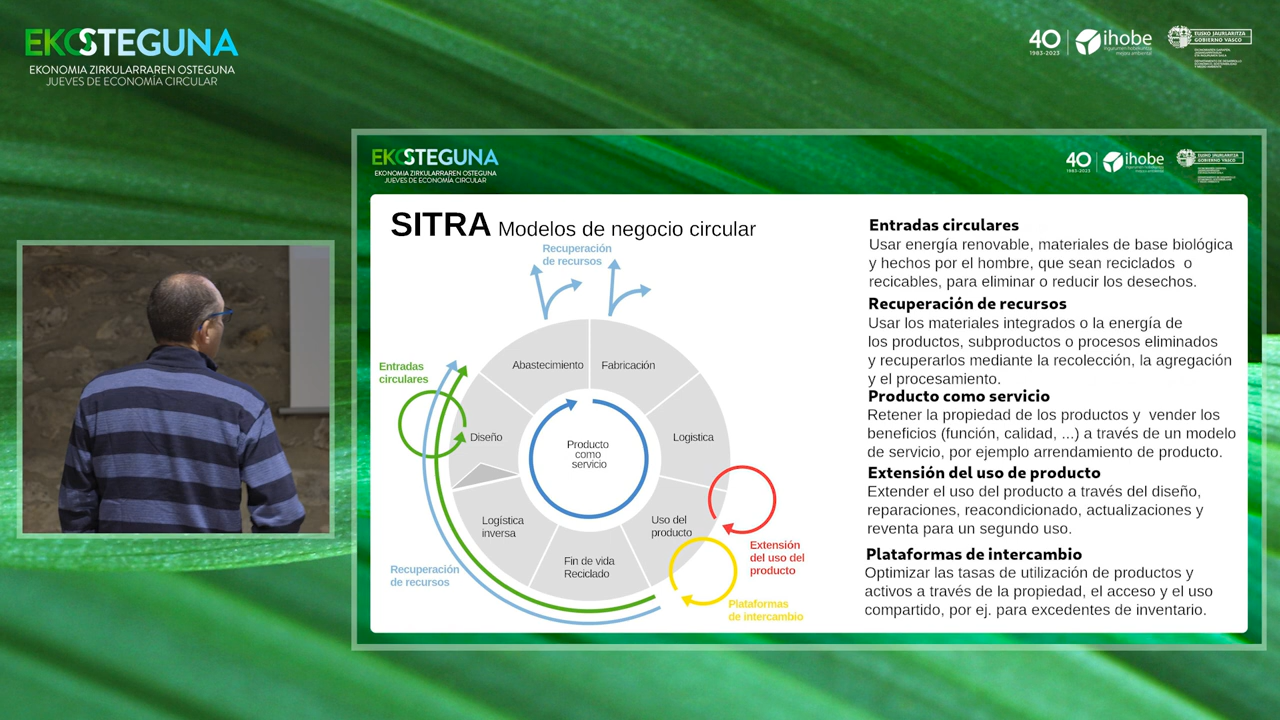 EKOSTEGUNA
EKONOMIA ZIRKULARRAREN OSTEGUNA
JUEVES DE ECONOMÍA CIRCULAR
40
1983-2023
ihobe
EUSKO JAURLARITZA
GOBIERNO VASCO
EKOSTEGUNA
EKONOMIA ZIRKULARRAREN OSTEGUNA
JUEVES DE ECONOMÍA CIRCULAR
40
1983-2023
ihobe
EUSKO JAURLARITZA
GOBIERNO VASCO
SITRA Modelos de negocio circular
Recuperación
de recursos
Entradas
circulares
Abastecimiento
Fabricación
Diseño
Logistica
Producto
como
servicio
Logística
inversa
Uso del
producto
Fin de vida
Reciclado
Recuperación
de recursos
Extensión
del uso del
producto
Plataformas
de intercambio
Entradas circulares
Usar energía renovable, materiales de base biológica
y hechos por el hombre, que sean reciclados o
recicables, para eliminar o reducir los desechos.
Recuperación de recursos
Usar los materiales integrados o la energía de
los productos, subproductos o procesos eliminados
y recuperarlos mediante la recolección, la agregación
y el procesamiento.
Producto como servicio
Retener la propiedad de los productos y vender los
beneficios (función, calidad, ...) a través de un modelo
de servicio, por ejemplo arrendamiento de producto.
Extensión del uso de producto
Extender el uso del producto a través del diseño,
reparaciones, reacondicionado, actualizaciones y
reventa para un segundo uso.
Plataformas de intercambio
Optimizar las tasas de utilización de productos y
activos a través de la propiedad, el acceso y el uso
compartido, por ej. para excedentes de inventario.